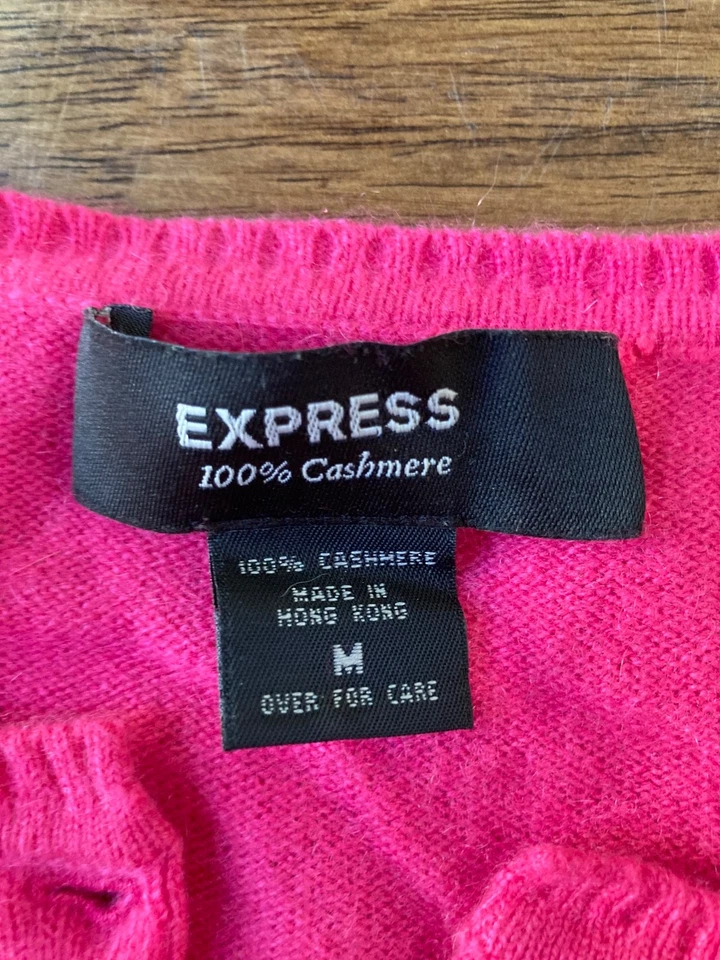 EXPRESS
100% Cashmere
100% CASHMERE
MADE IN
HONG KONG
M
OVER FOR CARE